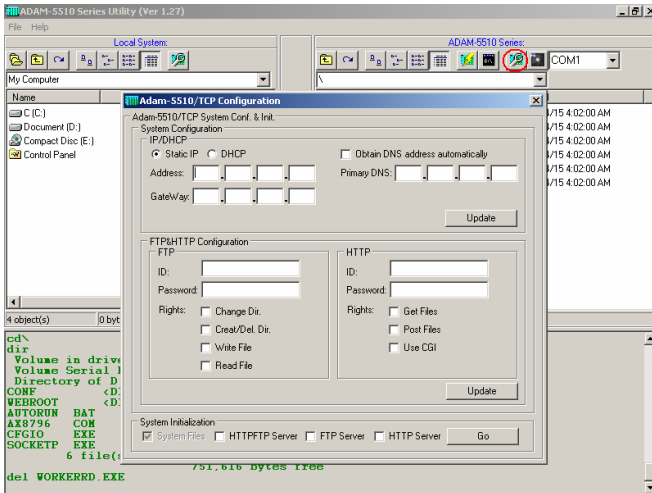 ADAM-5510 Series Utility (Ver 1.27)
File Help
Local System:
ADAM-5510 Series:
COM1
My Computer
\
Name
C (C:)
Document (D:)
Compact Disc (E:)
Control Panel
/15 4:02:00 AM
/15 4:02:00 AM
/15 4:02:00 AM
/15 4:02:00 AM
/15 4:02:00 AM
/15 4:02:00 AM
Adam-5510/TCP Configuration
Adam-5510/TCP System Conf. & Init.
System Configuration
IP/DHCP
Static IP DHCP
Obtain DNS address automatically
Address: . . .
Primary DNS: . . .
GateWay: . . .
Update
FTP&HTTP Configuration
FTP
HTTP
ID:
ID:
Password:
Password:
Rights: Change Dir.
Rights: Get Files
Creat/Del. Dir.
Post Files
Write File
Use CGI
Read File
Update
System Initialization
System Files HTTPFTP Server FTP Server HTTP Server Go
4 object(s) 0 byt
cd\
dir
Volume in drive
Volume Serial
Directory of D
CONF <D
WEBROOT <D
AUTORUN BAT
AX8796 COM
CFGIO EXE
SOCKETP EXE
6 file(s
751,616 bytes free
del WORKERRD.EXE